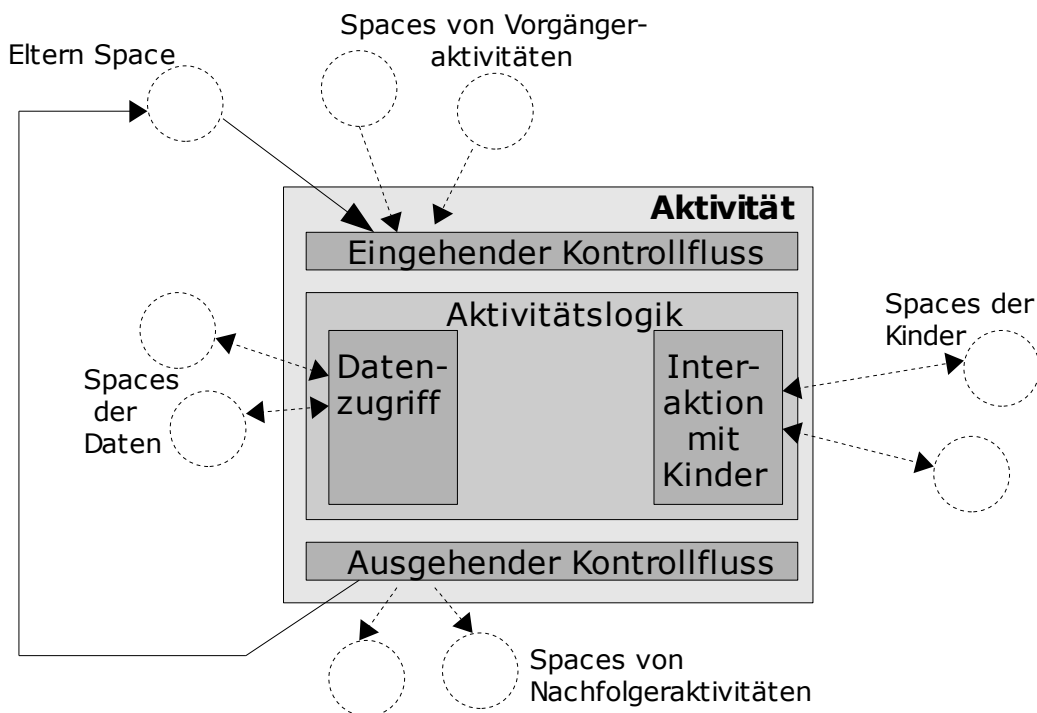 Spaces von Vorgänger-
aktivitäten
Eltern Space
Aktivität
Eingehender Kontrollfluss
Aktivitätslogik
Daten-
zugriff
Inter-
aktion
mit
Kinder
Spaces der
Kinder
Spaces
der
Daten
Ausgehender Kontrollfluss
Spaces von
Nachfolgeraktivitäten